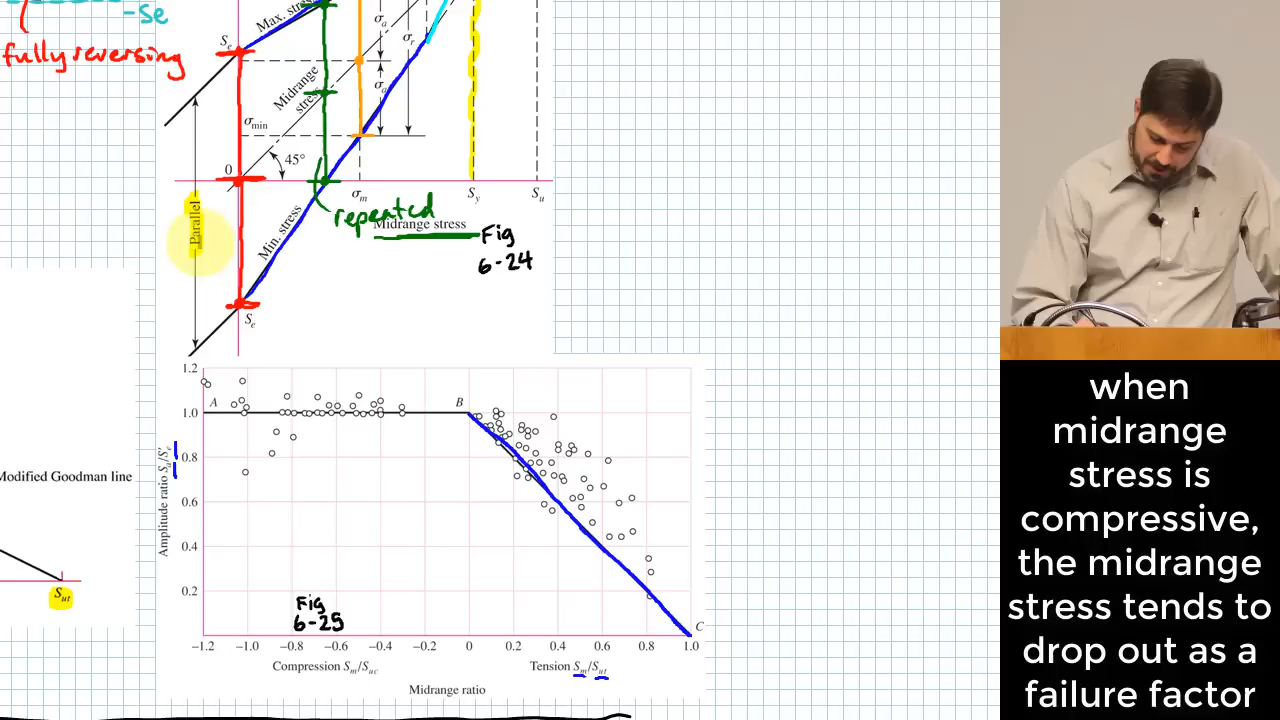 -Se
fully reversing
Max. stress
Se
σa
σr
σa
Midrange
stress
σmin
0
45°
σm
Sy
Su
Parallel
repeated
Midrange stress
Min. stress
Fig
6-24
Se
Modified Goodman line
Sut
1.2
1.0
0.8
0.6
0.4
0.2
A
B
C
Amplitude ratio Sa/S'e
Fig
6-25
-1.2 -1.0 -0.8 -0.6 -0.4 -0.2 0 0.2 0.4 0.6 0.8 1.0
Compression Sm/Suc
Tension Sm/Sut
Midrange ratio
when
midrange
stress is
compressive,
the midrange
stress tends to
drop out as a
failure factor